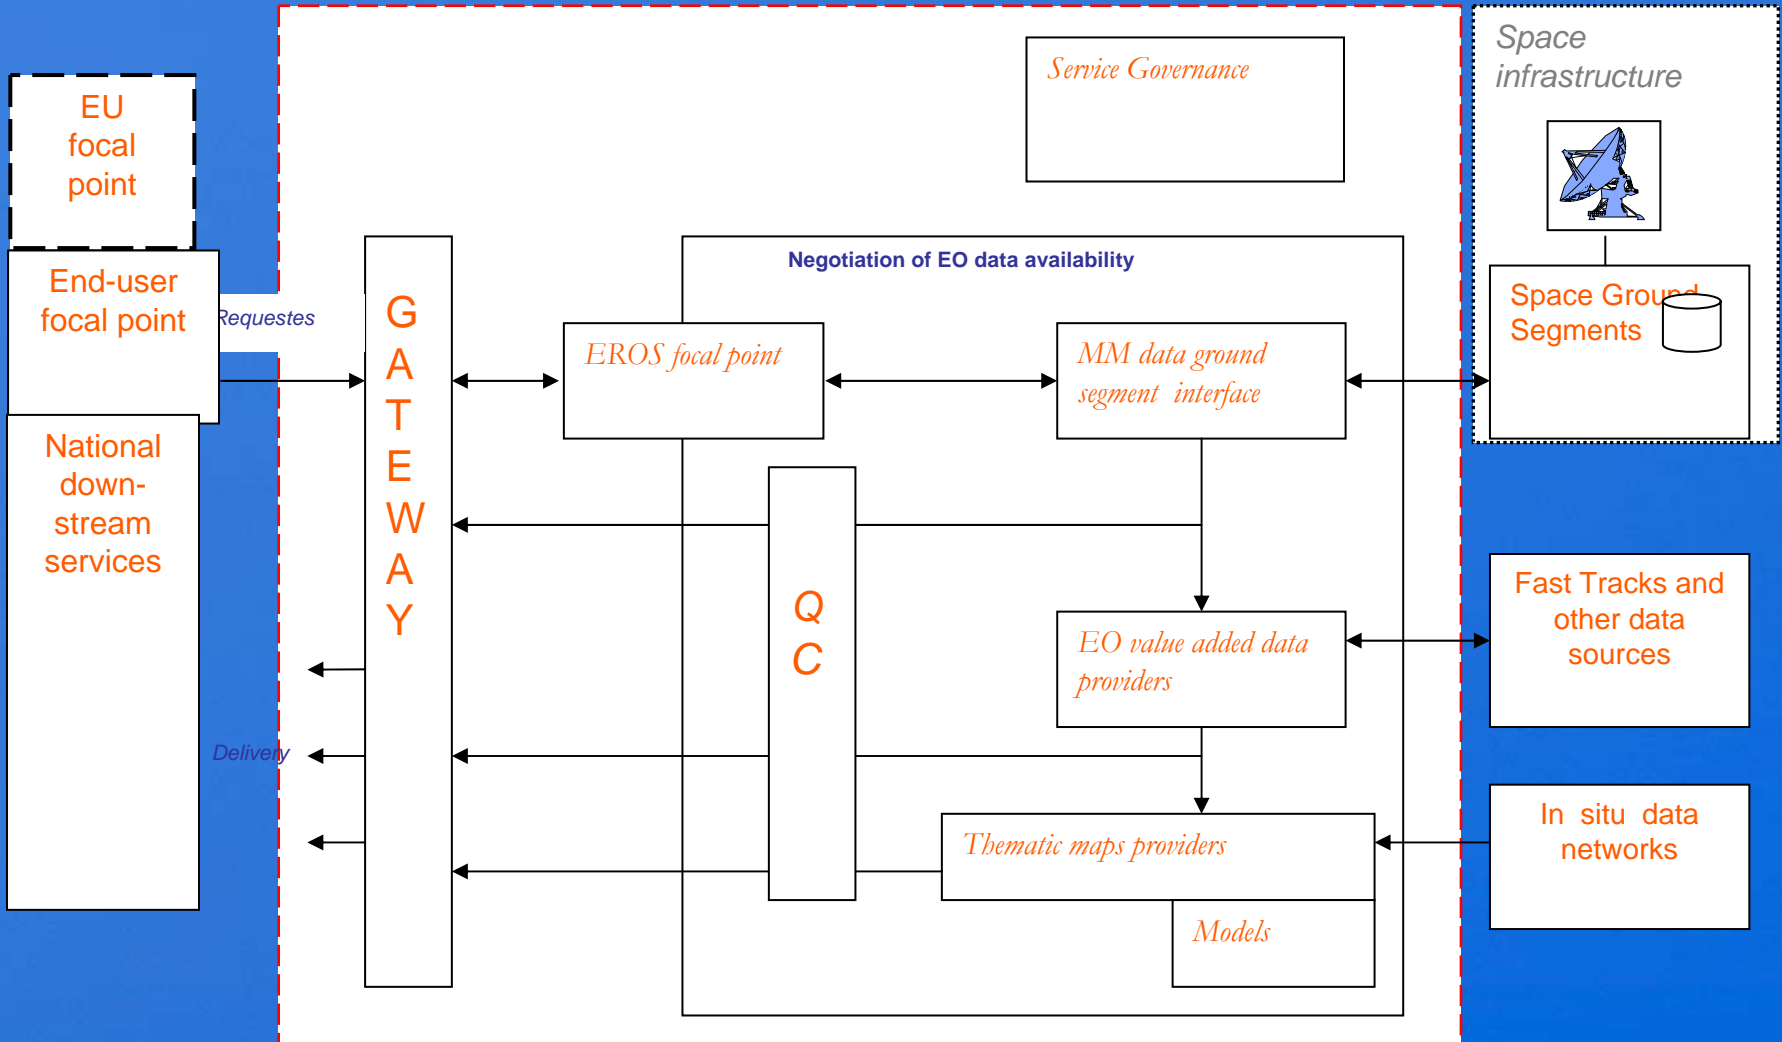 EU
focal
point
End-user
focal point
National
down-
stream
services
Requestes
Delivery
G
A
T
E
W
A
Y
Service Governance
Negotiation of EO data availability
EROS focal point
MM data ground
segment interface
Q
C
EO value added data
providers
Thematic maps providers
Models
Space
infrastructure
Space Ground
Segments
Fast Tracks and
other data
sources
In situ data
networks